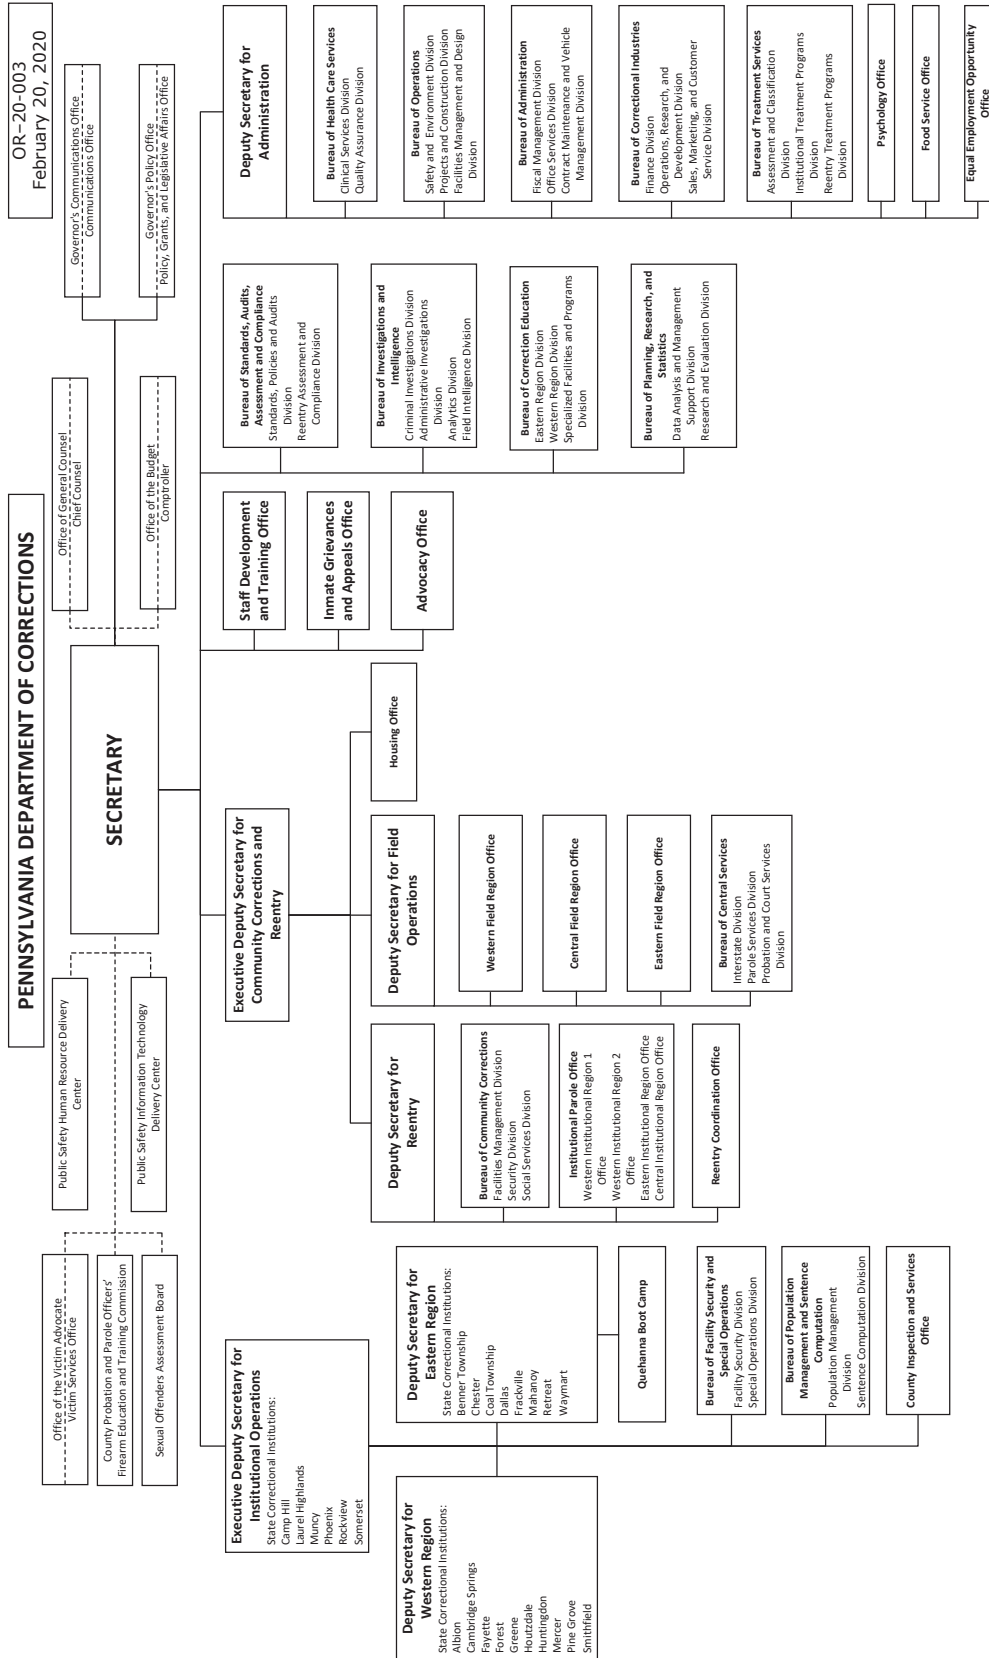 PENNSYLVANIA DEPARTMENT OF CORRECTIONS
OR–20-003
February 20, 2020
Office of the Victim Advocate
Victim Services Office
County Probation and Parole Officers'
Firearm Education and Training Commission
Sexual Offenders Assessment Board
Public Safety Human Resource Delivery
Center
Public Safety Information Technology
Delivery Center
SECRETARY
Office of General Counsel
Chief Counsel
Office of the Budget
Comptroller
Governor's Communications Office
Communications Office
Governor's Policy Office
Policy, Grants, and Legislative Affairs Office
Executive Deputy Secretary for
Institutional Operations
State Correctional Institutions:
Camp Hill
Laurel Highlands
Muncy
Phoenix
Rockview
Somerset
Deputy Secretary for
Western Region
State Correctional Institutions:
Albion
Cambridge Springs
Fayette
Forest
Greene
Houtzdale
Huntingdon
Mercer
Pine Grove
Smithfield
Deputy Secretary for
Eastern Region
State Correctional Institutions:
Benner Township
Chester
Coal Township
Dallas
Frackville
Mahanoy
Retreat
Waymart
Quehanna Boot Camp
Bureau of Facility Security and
Special Operations
Facility Security Division
Special Operations Division
Bureau of Population
Management and Sentence
Computation
Population Management
Division
Sentence Computation Division
County Inspection and Services
Office
Executive Deputy Secretary for
Community Corrections and
Reentry
Deputy Secretary for
Reentry
Bureau of Community Corrections
Facilities Management Division
Security Division
Social Services Division
Institutional Parole Office
Western Institutional Region 1
Office
Western Institutional Region 2
Office
Eastern Institutional Region Office
Central Institutional Region Office
Reentry Coordination Office
Deputy Secretary for Field
Operations
Western Field Region Office
Central Field Region Office
Eastern Field Region Office
Bureau of Central Services
Interstate Division
Parole Services Division
Probation and Court Services
Division
Housing Office
Staff Development
and Training Office
Inmate Grievances
and Appeals Office
Advocacy Office
Bureau of Standards, Audits,
Assessment and Compliance
Standards, Policies and Audits
Division
Reentry Assessment and
Compliance Division
Bureau of Investigations and
Intelligence
Criminal Investigations Division
Administrative Investigations
Division
Analytics Division
Field Intelligence Division
Bureau of Correction Education
Eastern Region Division
Western Region Division
Specialized Facilities and Programs
Division
Bureau of Planning, Research, and
Statistics
Data Analysis and Management
Support Division
Research and Evaluation Division
Deputy Secretary for
Administration
Bureau of Health Care Services
Clinical Services Division
Quality Assurance Division
Bureau of Operations
Safety and Environment Division
Projects and Construction Division
Facilities Management and Design
Division
Bureau of Administration
Fiscal Management Division
Office Services Division
Contract Maintenance and Vehicle
Management Division
Bureau of Correctional Industries
Finance Division
Operations, Research, and
Development Division
Sales, Marketing, and Customer
Service Division
Bureau of Treatment Services
Assessment and Classification
Division
Institutional Treatment Programs
Division
Reentry Treatment Programs
Division
Psychology Office
Food Service Office
Equal Employment Opportunity
Office